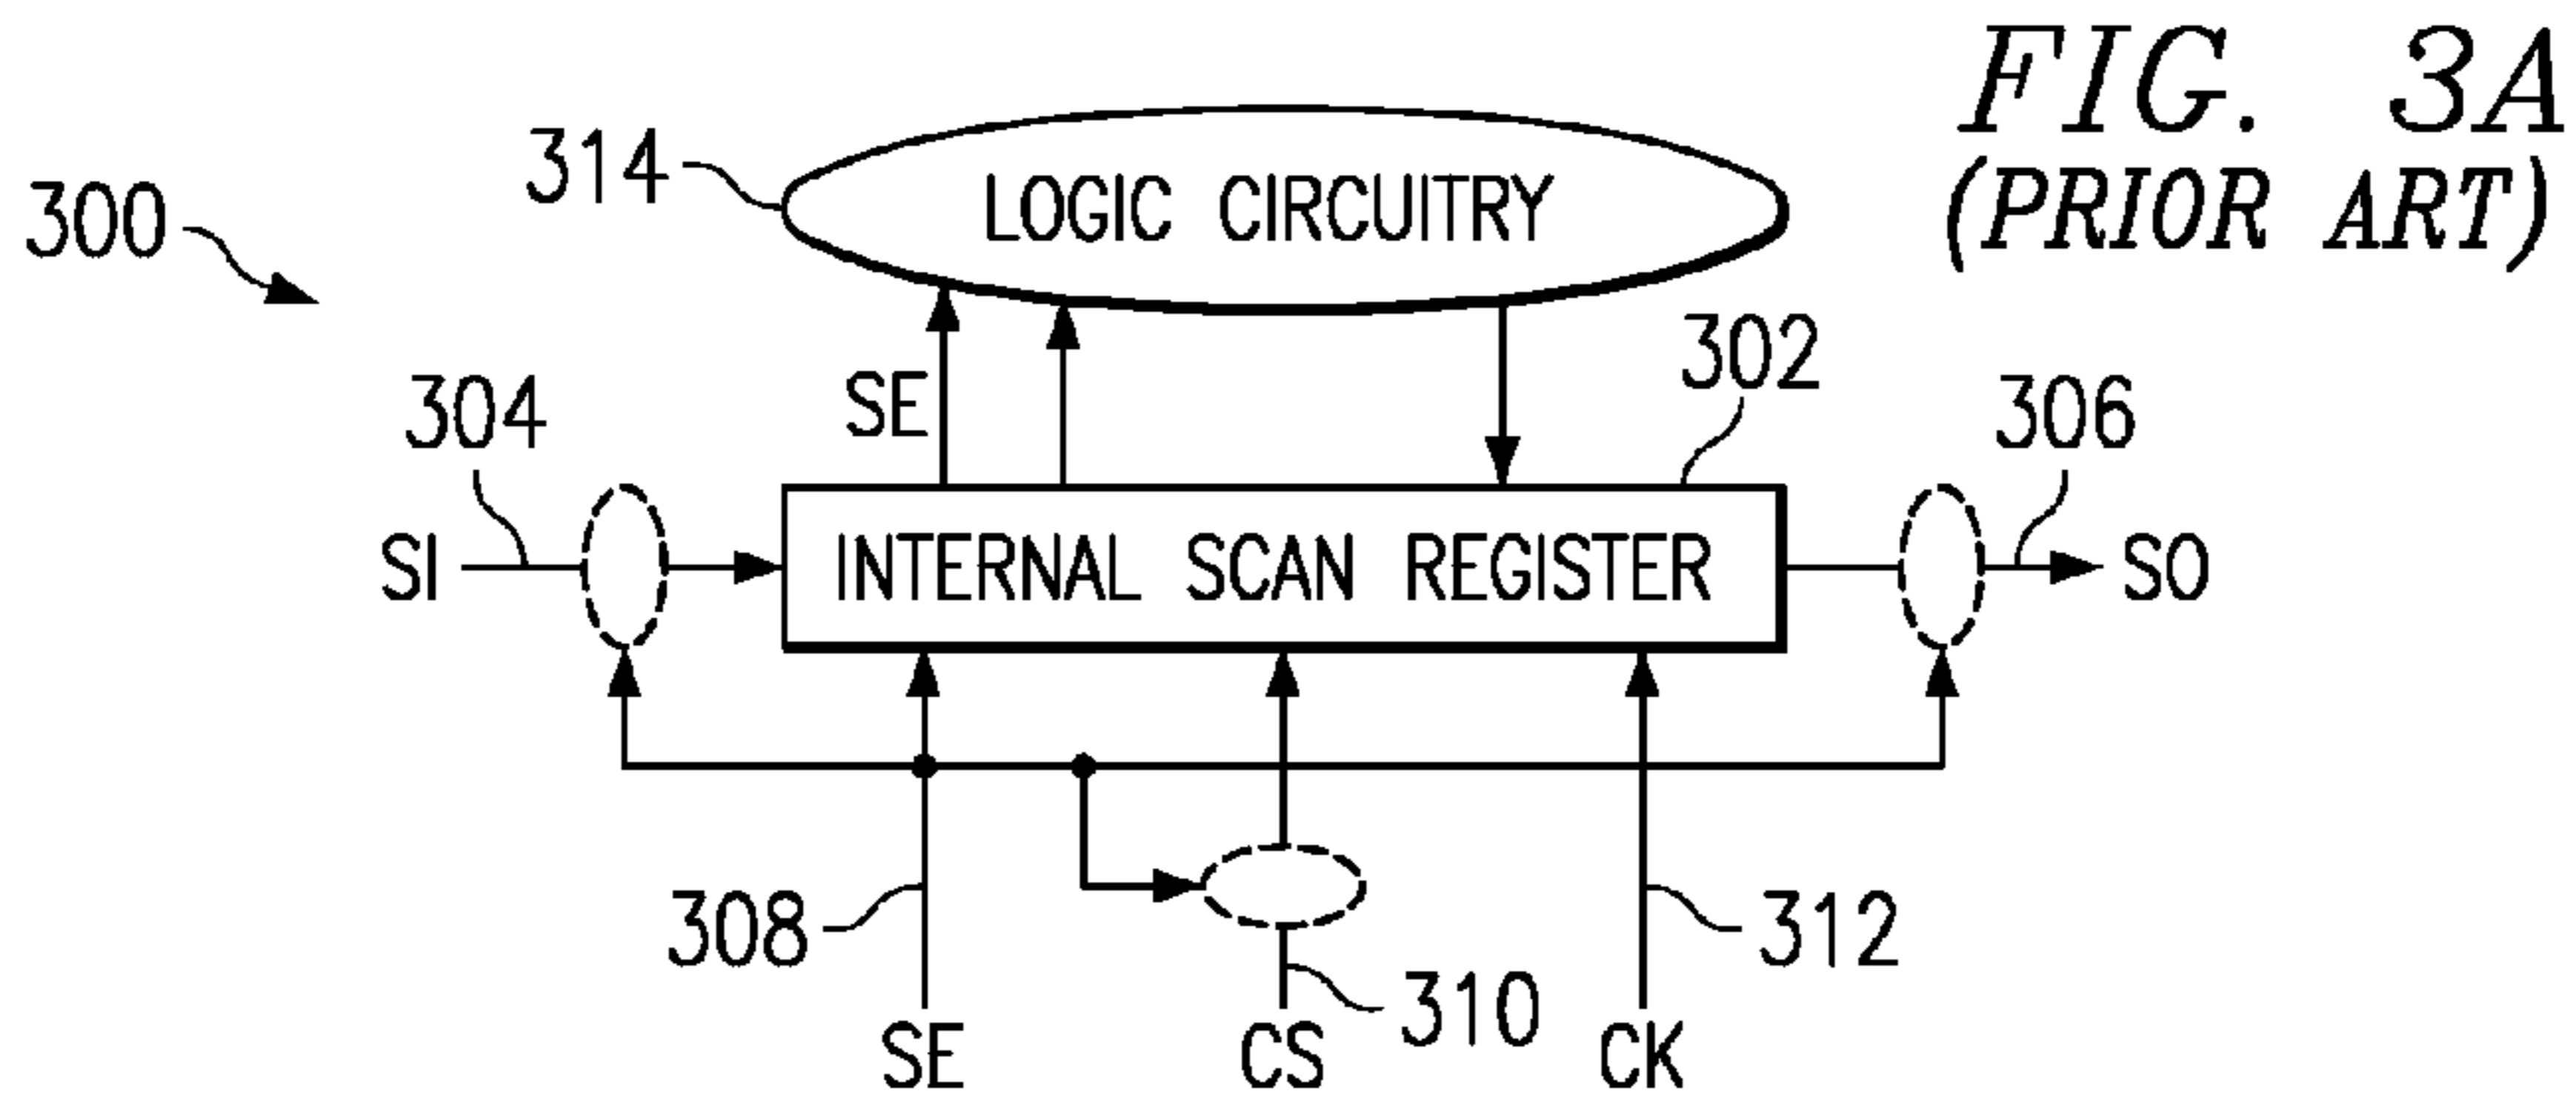 FIG. 3A
(PRIOR ART)
314
LOGIC CIRCUITRY
300
302
SE
304
306
SI
INTERNAL SCAN REGISTER
SO
308
312
310
SE
CS
CK